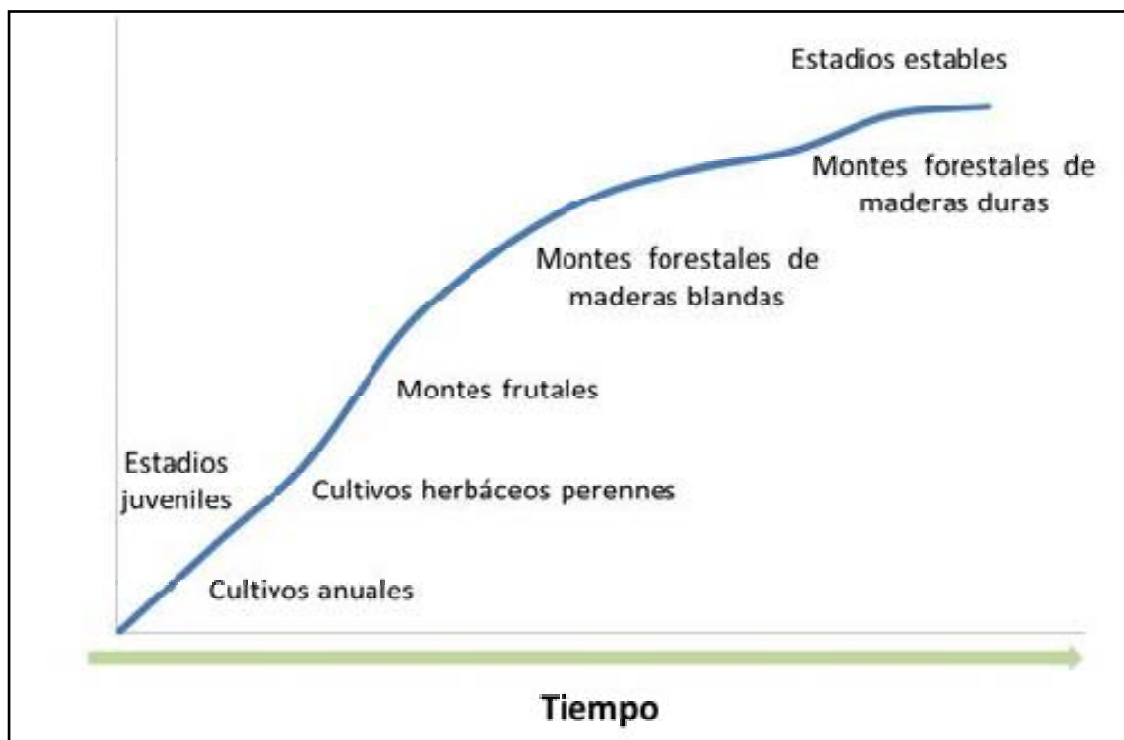 Estadios estables
Montes forestales de
maderas duras
Montes forestales de
maderas blandas
Montes frutales
Estadios
juveniles
Cultivos herbáceos perennes
Cultivos anuales
Tiempo